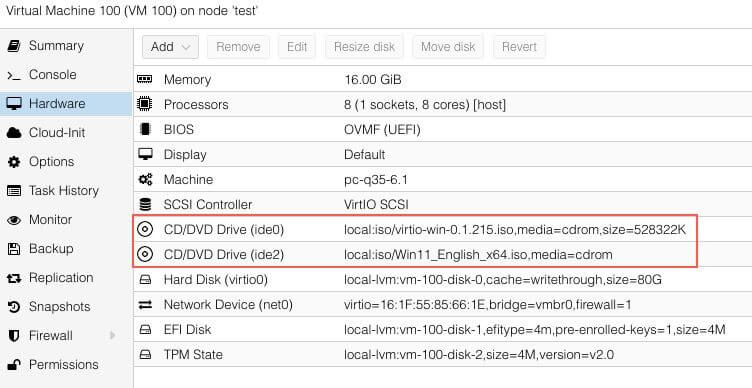 Virtual Machine 100 (VM 100) on node 'test'
Summary
Console
Hardware
Cloud-Init
Options
Task History
Monitor
Backup
Replication
Snapshots
Firewall
Permissions
Add Remove Edit Resize disk Move disk Revert
Memory 16.00 GiB
Processors 8 (1 sockets, 8 cores) [host]
BIOS OVMF (UEFI)
Display Default
Machine pc-q35-6.1
SCSI Controller VirtIO SCSI
CD/DVD Drive (ide0) local:iso/virtio-win-0.1.215.iso,media=cdrom,size=528322K
CD/DVD Drive (ide2) local:iso/Win11_English_x64.iso,media=cdrom
Hard Disk (virtio0) local-lvm:vm-100-disk-0,cache=writethrough,size=80G
Network Device (net0) virtio=16:1F:55:85:66:1E,bridge=vmbr0,firewall=1
EFI Disk local-lvm:vm-100-disk-1,efitype=4m,pre-enrolled-keys=1,size=4M
TPM State local-lvm:vm-100-disk-2,size=4M,version=v2.0